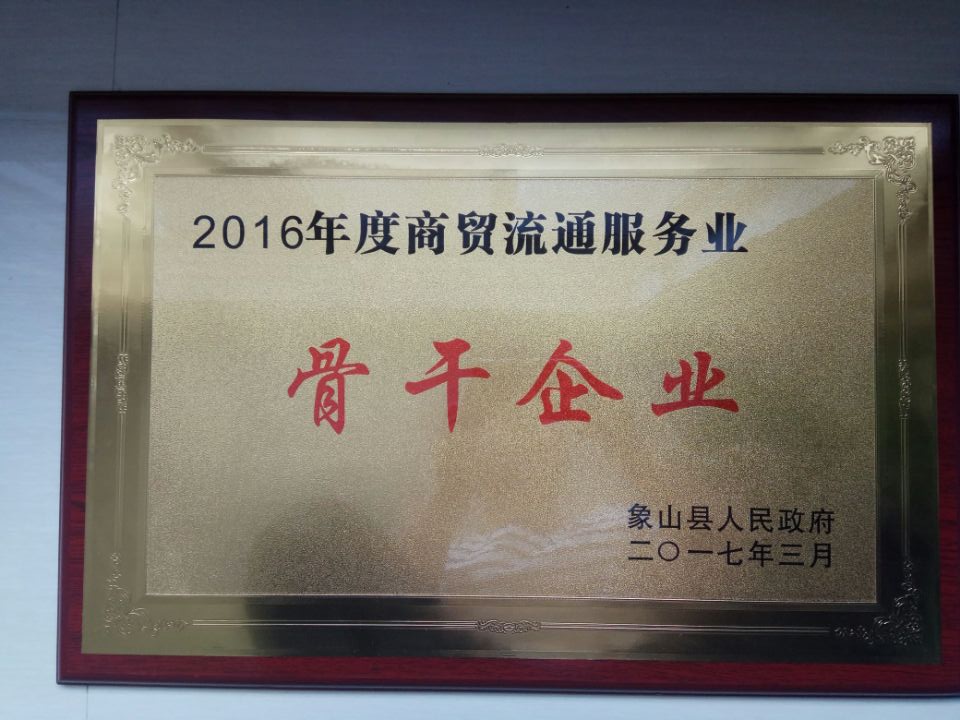 2016年度商贸流通服务业
骨干企业
象山县人民政府
二〇一七年三月